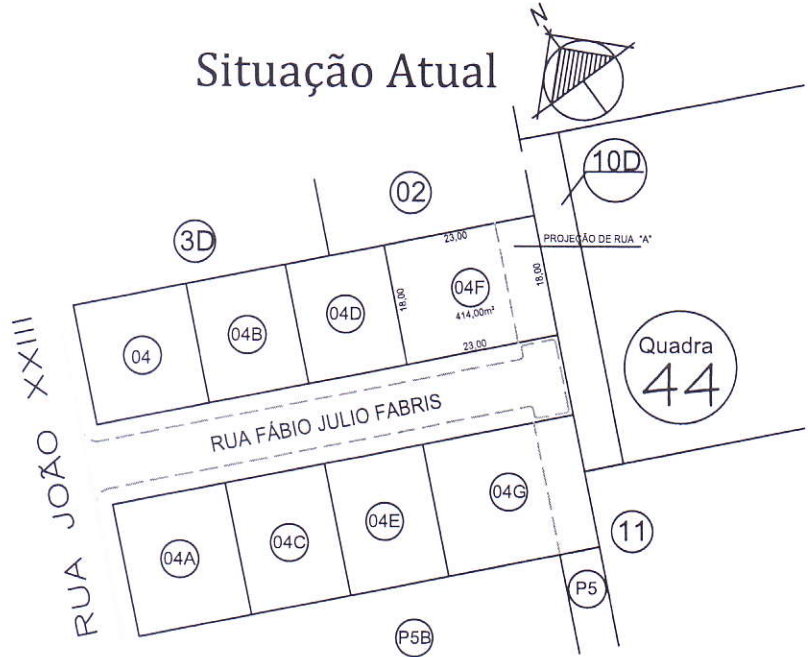 Situação Atual
N
10D
02
3D
23,00
PROJEÇÃO DE RUA "A"
04F
18,00
18,00
414,00m²
04D
04B
04
23,00
Quadra
44
RUA JOÃO XXIII
RUA FÁBIO JULIO FABRIS
04G
04E
04C
04A
11
P5
P5B